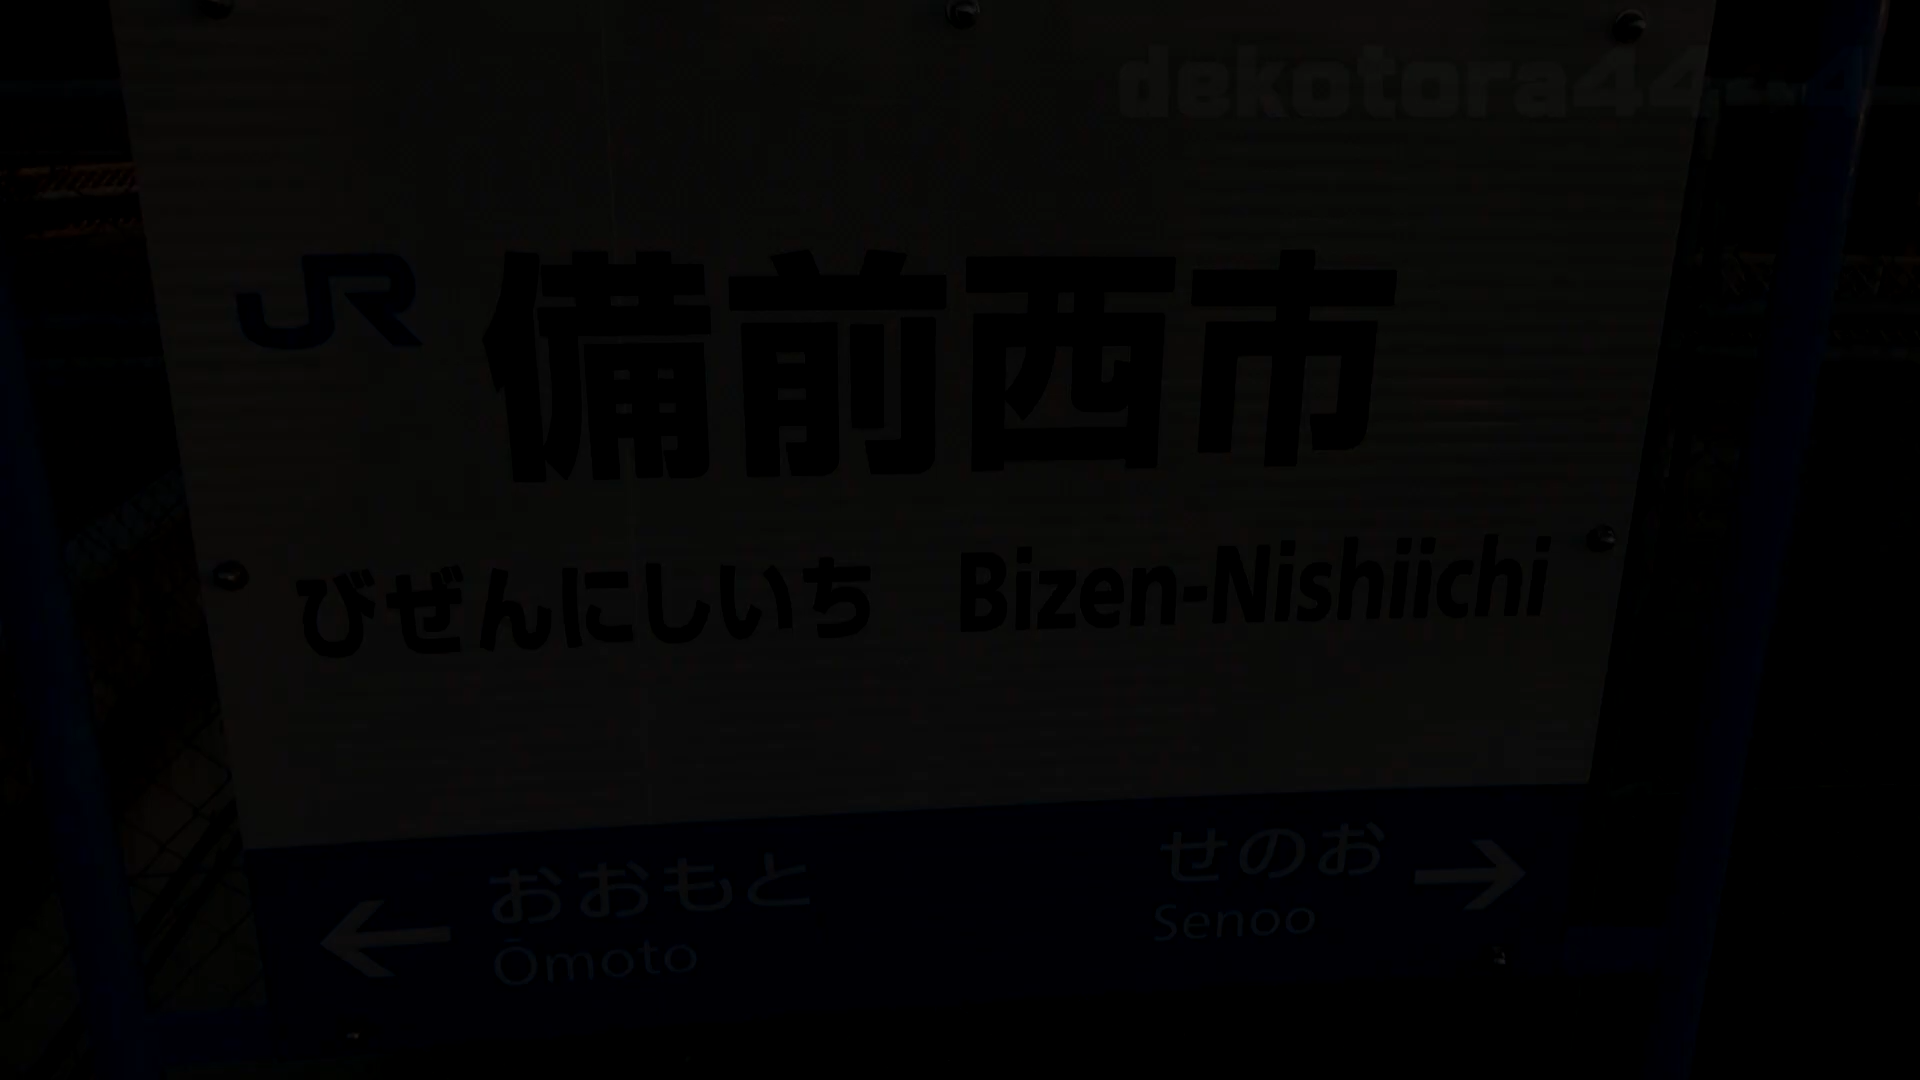 dekotora44
JR 備前西市
びぜんにしいち Bizen-Nishiichi
おおもと
Ōmoto
せのお
Senoo